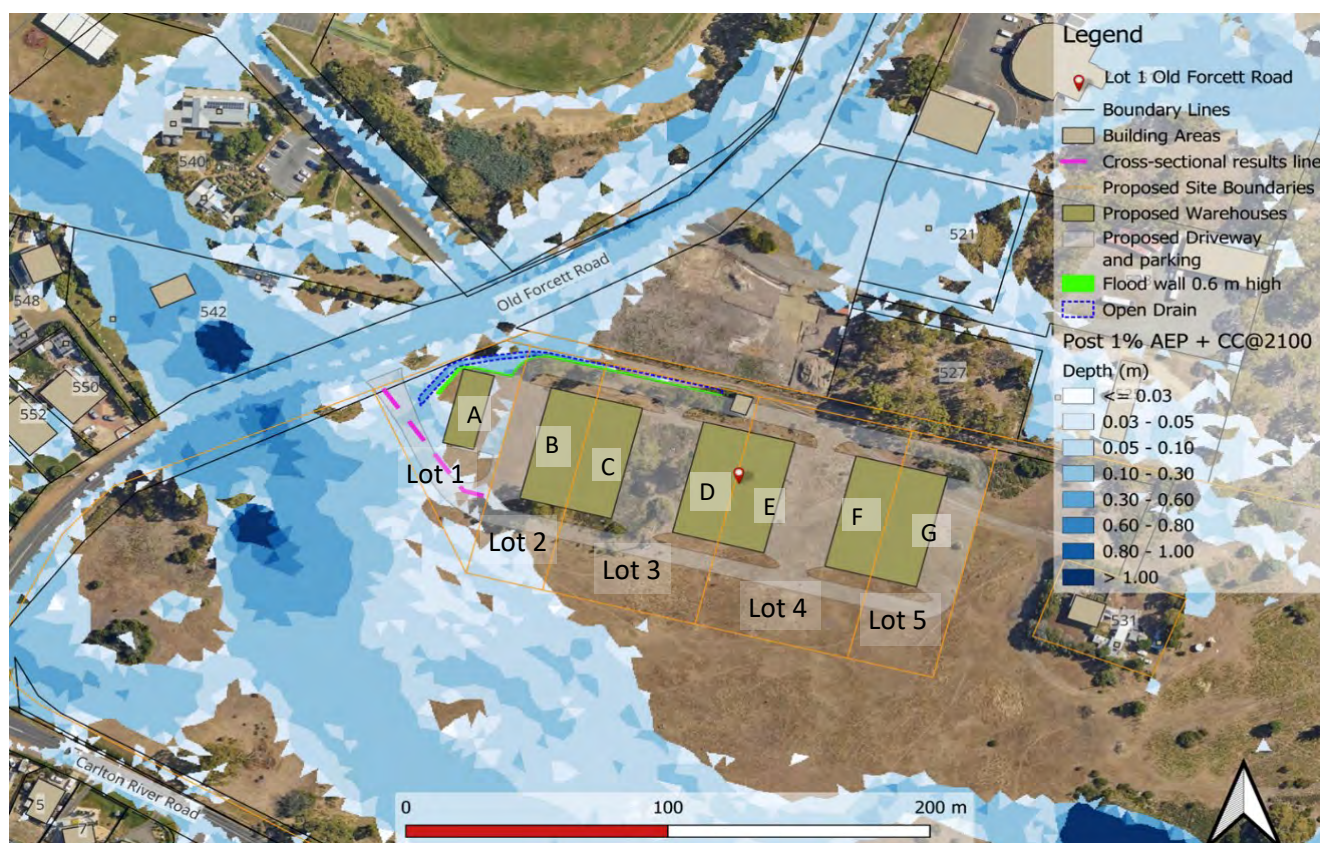 Legend
Lot 1 Old Forcett Road
Boundary Lines
Building Areas
Cross-sectional results line
Proposed Site Boundaries
Proposed Warehouses
Proposed Driveway
and parking
Flood wall 0.6 m high
Open Drain
Post 1% AEP + CC@2100
Depth (m)
<= 0.03
0.03 - 0.05
0.05 - 0.10
0.10 - 0.30
0.30 - 0.60
0.60 - 0.80
0.80 - 1.00
> 1.00
540
521
Old Forcett Road
548
542
550
552
527
A
B
C
Lot 1
D
E
F
G
Lot 2
Lot 3
Lot 4
Lot 5
531
Carlton River Road
5
7
0
100
200 m